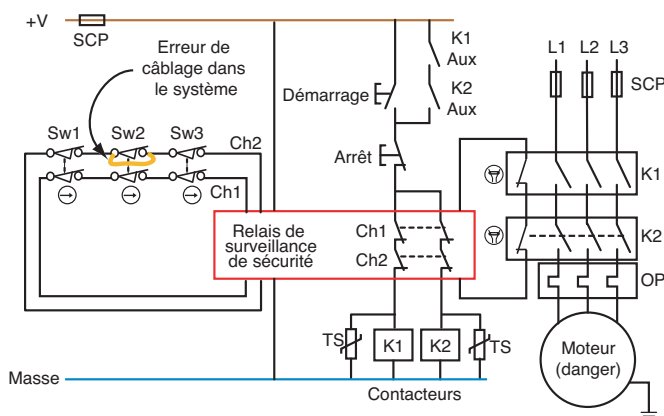 +V
SCP
Erreur de
câblage dans
le système
Sw1
Sw2
Sw3
Ch2
Ch1
Démarrage
K1
Aux
K2
Aux
Arrêt
L1
L2
L3
SCP
K1
K2
OP
Relais de
surveillance
de sécurité
Ch1
Ch2
TS
K1
K2
TS
Moteur
(danger)
Masse
Contacteurs